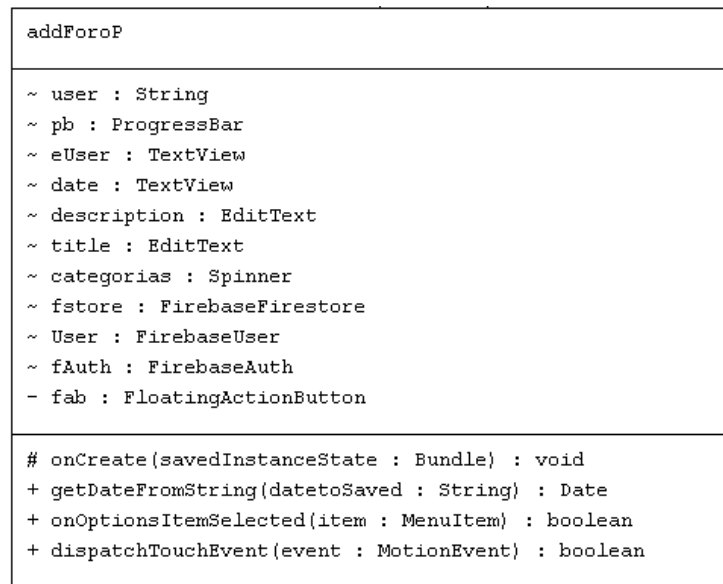 addForoP
~ user : String
~ pb : ProgressBar
~ eUser : TextView
~ date : TextView
~ description : EditText
~ title : EditText
~ categorias : Spinner
~ fstore : FirebaseFirestore
~ User : FirebaseUser
~ fAuth : FirebaseAuth
- fab : FloatingActionButton
# onCreate(savedInstanceState : Bundle) : void
+ getDateFromString(datetoSaved : String) : Date
+ onOptionsItemSelected(item : MenuItem) : boolean
+ dispatchTouchEvent(event : MotionEvent) : boolean